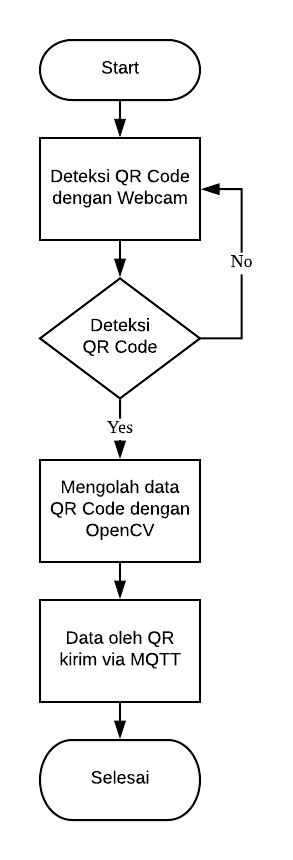 Start
Deteksi QR Code
dengan Webcam
No
Deteksi
QR Code
Yes
Mengolah data
QR Code dengan
OpenCV
Data oleh QR
kirim via MQTT
Selesai